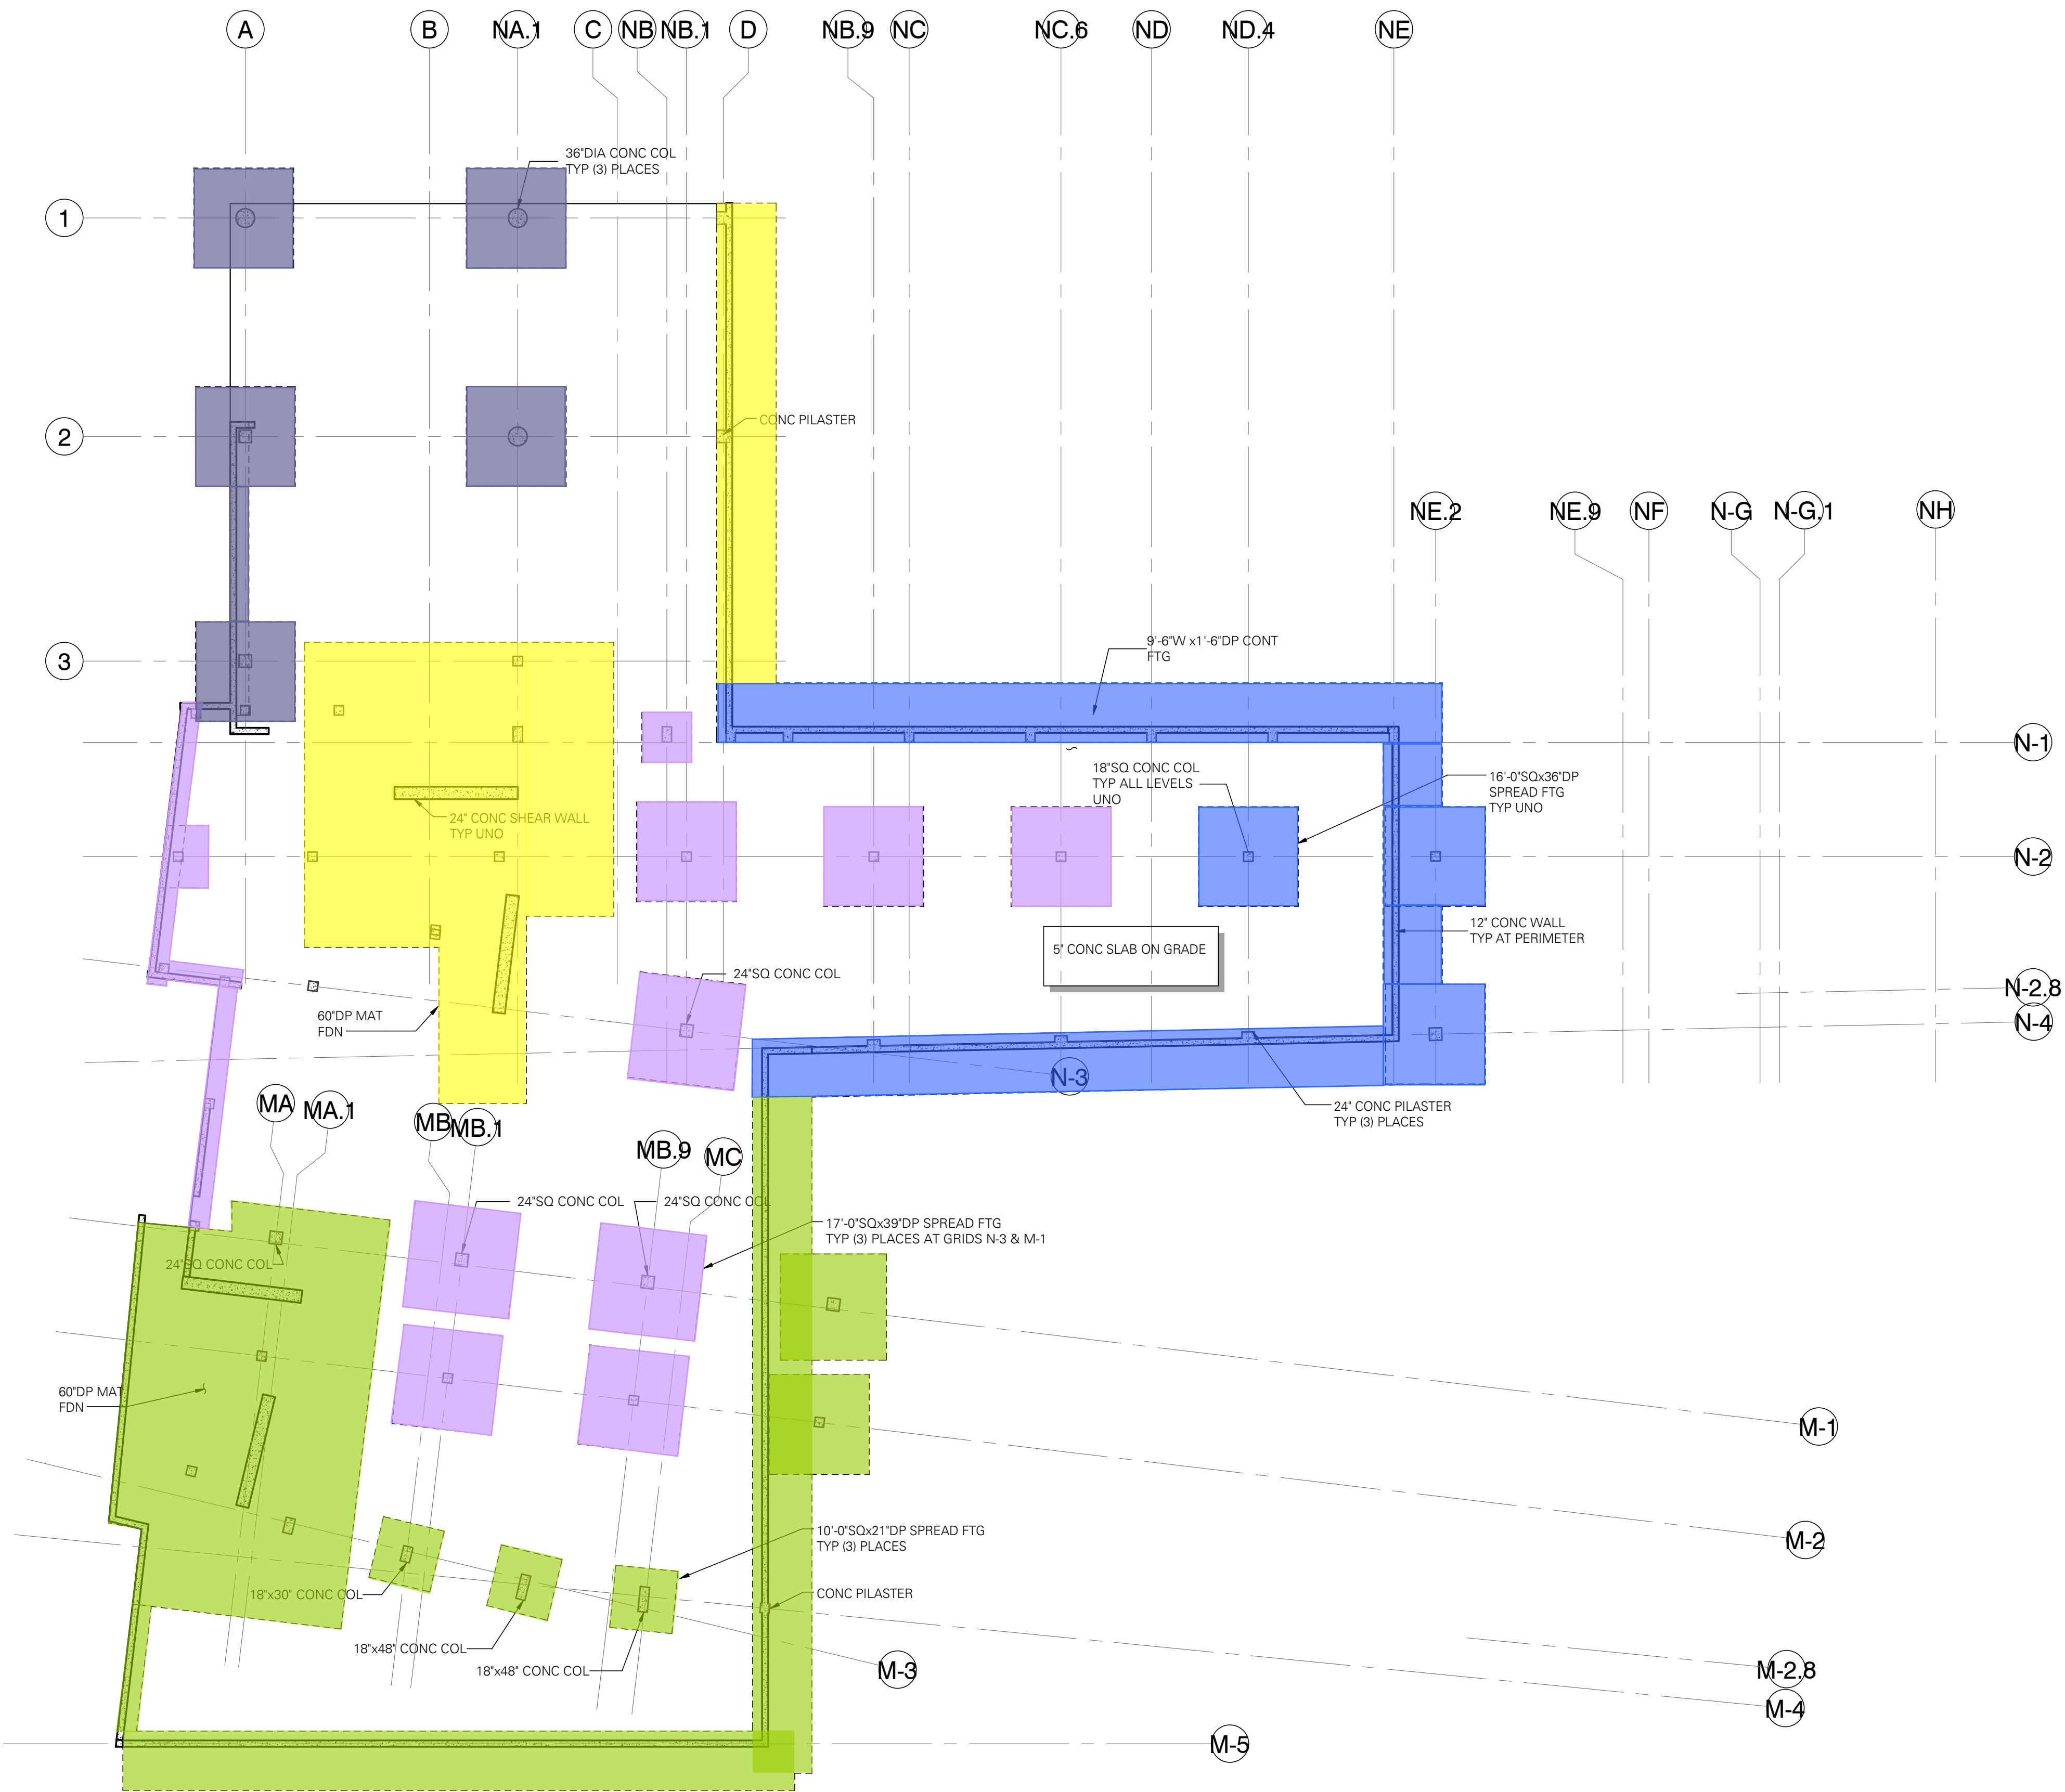 A
B
NA.1
C
NB
NB.1
D
NB.9
NC
NC.6
ND
ND.4
NE
36"DIA CONC COL
TYP (3) PLACES
1
CONC PILASTER
2
NE.2
NE.9
NF
N-G
N-G.1
NH
9'-6"W x1'-6"DP CONT
FTG
3
N-1
18"SQ CONC COL
TYP ALL LEVELS
UNO
16'-0"SQx36"DP
SPREAD FTG
TYP UNO
24" CONC SHEAR WALL
TYP UNO
N-2
12" CONC WALL
TYP AT PERIMETER
5" CONC SLAB ON GRADE
24"SQ CONC COL
N-2.8
60"DP MAT
FDN
N-4
N-3
MA
MA.1
MB
MB.1
24" CONC PILASTER
TYP (3) PLACES
MB.9
MC
24"SQ CONC COL
24"SQ CONC COL
17'-0"SQx39"DP SPREAD FTG
TYP (3) PLACES AT GRIDS N-3 & M-1
24"SQ CONC COL
60"DP MAT
FDN
M-1
10'-0"SQx21"DP SPREAD FTG
TYP (3) PLACES
M-2
18"x30" CONC COL
CONC PILASTER
18"x48" CONC COL
18"x48" CONC COL
M-3
M-2.8
M-4
M-5